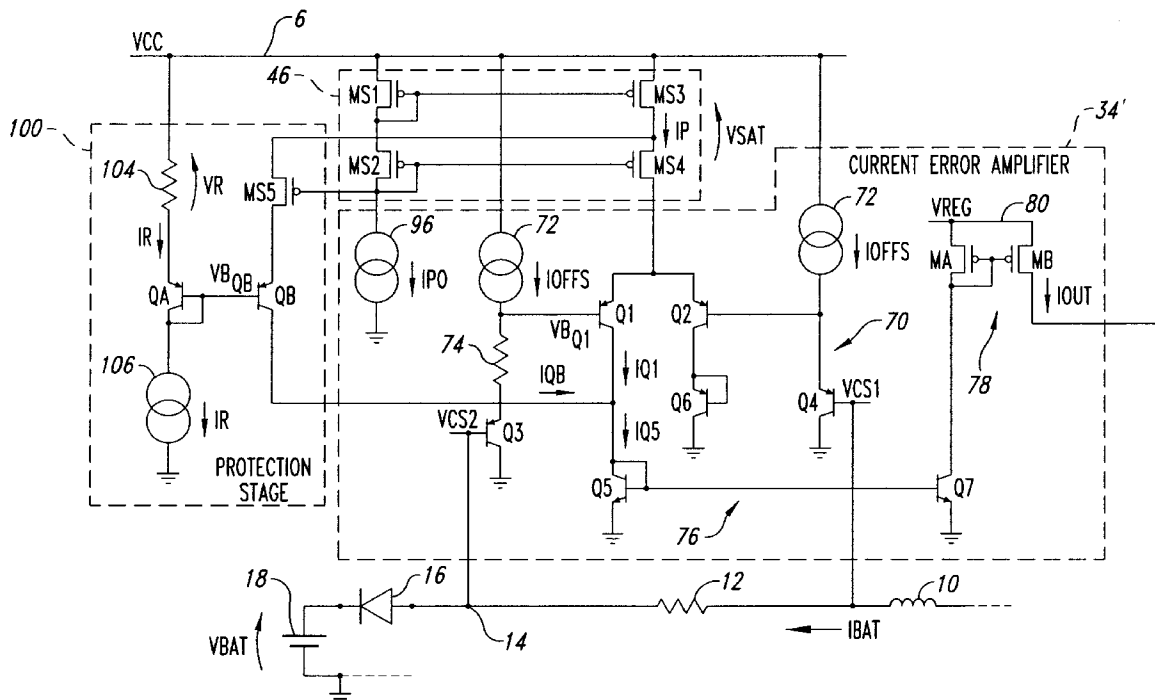 6
VCC
46
MS1
MS3
IP
VSAT
34'
100
104
VR
MS5
MS2
MS4
CURRENT ERROR AMPLIFIER
96
72
72
VREG
80
IR
IPO
IOFFS
IOFFS
MA
MB
IOUT
QA
VBQB
QB
VBQ1
Q1
Q2
70
78
74
106
IR
IQB
IQ1
Q6
Q4
VCS1
VCS2
Q3
IQ5
PROTECTION
STAGE
Q5
76
Q7
18
16
12
10
VBAT
14
IBAT